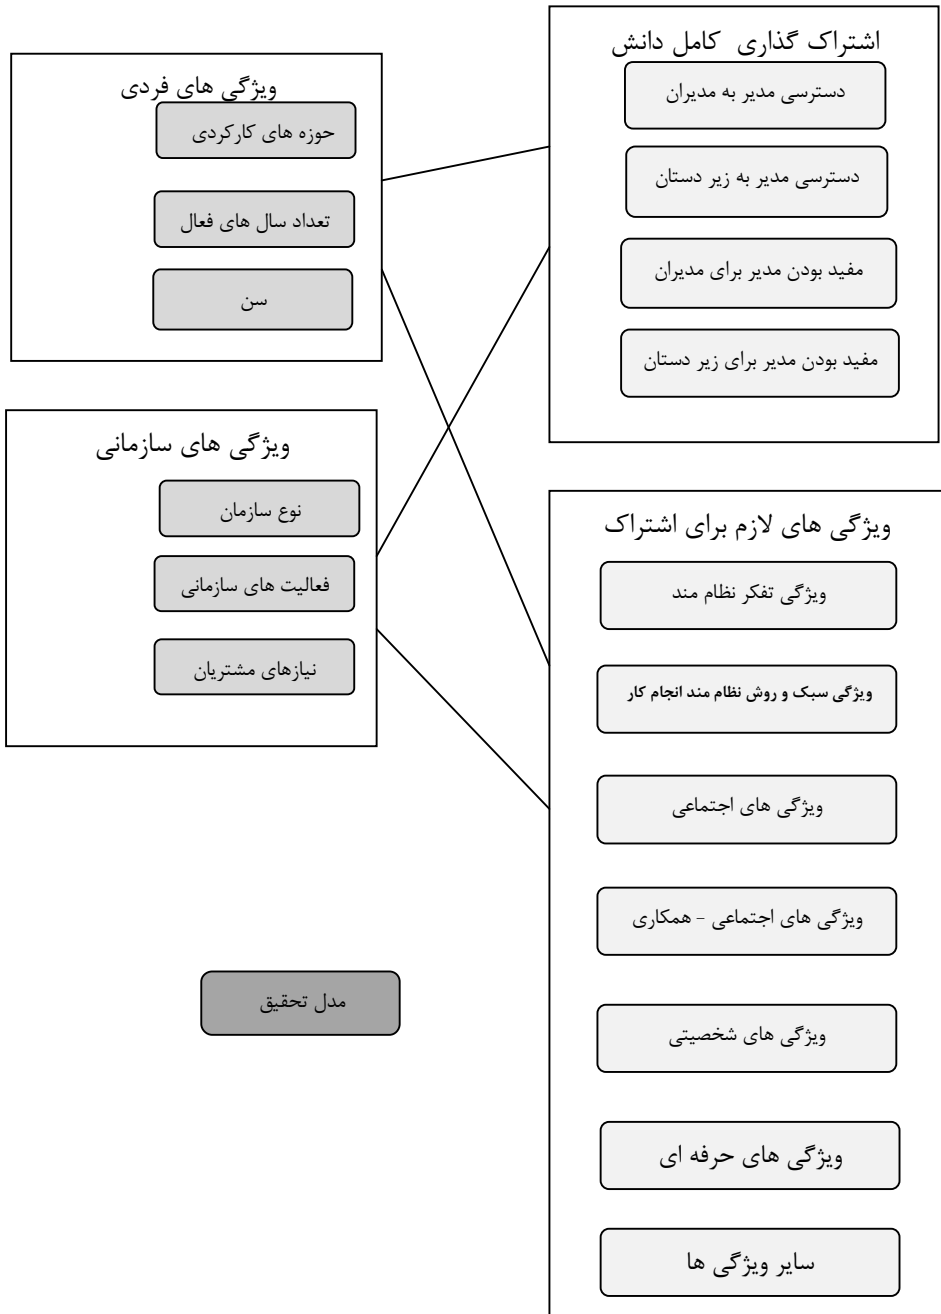 اشتراک گذاری کامل دانش
دسترسی مدیر به مدیران
دسترسی مدیر به زیر دستان
مفید بودن مدیر برای مدیران
مفید بودن مدیر برای زیر دستان
ویژگی های فردی
حوزه های کارکردی
تعداد سال های فعال
سن
ویژگی های سازمانی
نوع سازمان
فعالیت های سازمانی
نیازهای مشتریان
ویژگی های لازم برای اشتراک
ویژگی تفکر نظام مند
ویژگی سبک و روش نظام مند انجام کار
ویژگی های اجتماعی
ویژگی های اجتماعی – همکاری
ویژگی های شخصیتی
ویژگی های حرفه ای
سایر ویژگی ها
مدل تحقیق